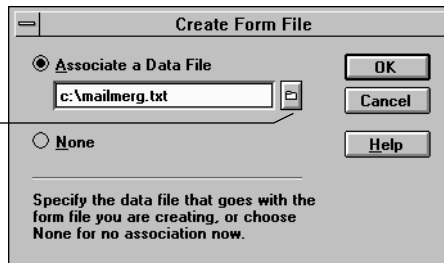 Create Form File
Associate a Data File
OK
c:\mailmerg.txt
Cancel
None
Help
Specify the data file that goes with the
form file you are creating, or choose
None for no association now.